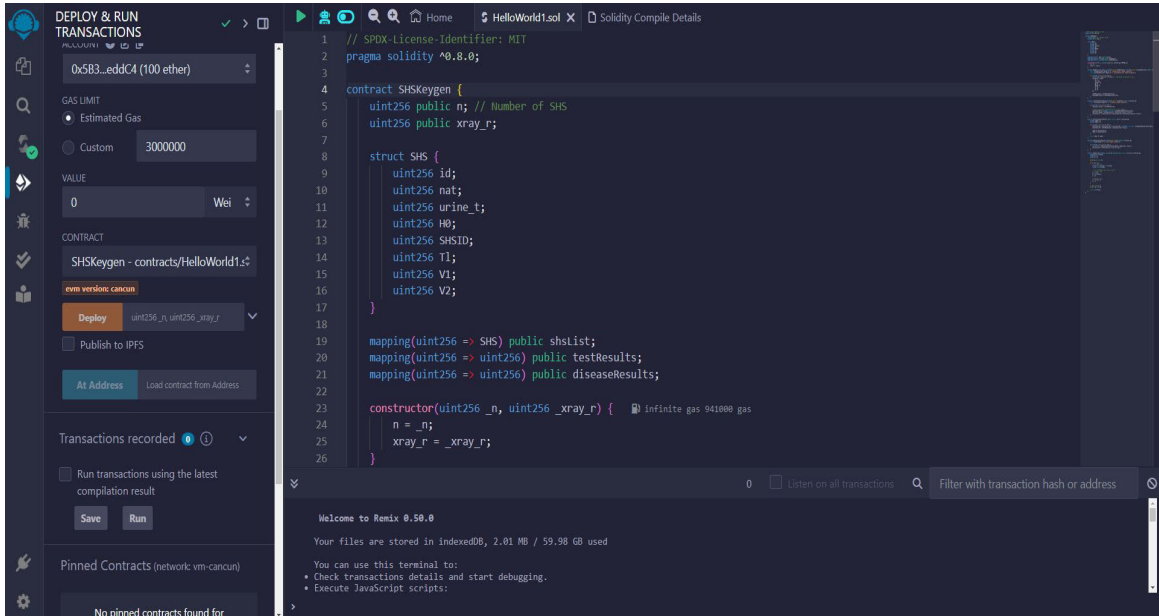 DEPLOY & RUN
TRANSACTIONS
ACCOUNT
0x5B3...eddC4 (100 ether)
GAS LIMIT
Estimated Gas
Custom 3000000
VALUE
0 Wei
CONTRACT
SHSKeygen - contracts/HelloWorld1.s
evm version: cancun
Deploy uint256 _n, uint256 _xray_r
Publish to IPFS
At Address Load contract from Address
Transactions recorded 0 i
Run transactions using the latest
compilation result
Save Run
Pinned Contracts (network: vm-cancun)
No pinned contracts found for
Home HelloWorld1.sol X Solidity Compile Details
1 // SPDX-License-Identifier: MIT
2 pragma solidity ^0.8.0;
3
4 contract SHSKeygen {
5 uint256 public n; // Number of SHS
6 uint256 public xray_r;
7
8 struct SHS {
9 uint256 id;
10 uint256 nat;
11 uint256 urine_t;
12 uint256 H0;
13 uint256 SHSID;
14 uint256 Tl;
15 uint256 V1;
16 uint256 V2;
17 }
18
19 mapping(uint256 => SHS) public shsList;
20 mapping(uint256 => uint256) public testResults;
21 mapping(uint256 => uint256) public diseaseResults;
22
23 constructor(uint256 _n, uint256 _xray_r) { infinite gas 941000 gas
24 n = _n;
25 xray_r = _xray_r;
26 }
0 Listen on all transactions Filter with transaction hash or address
Welcome to Remix 0.50.0
Your files are stored in indexedDB, 2.01 MB / 59.98 GB used
You can use this terminal to:
• Check transactions details and start debugging.
• Execute JavaScript scripts:
>